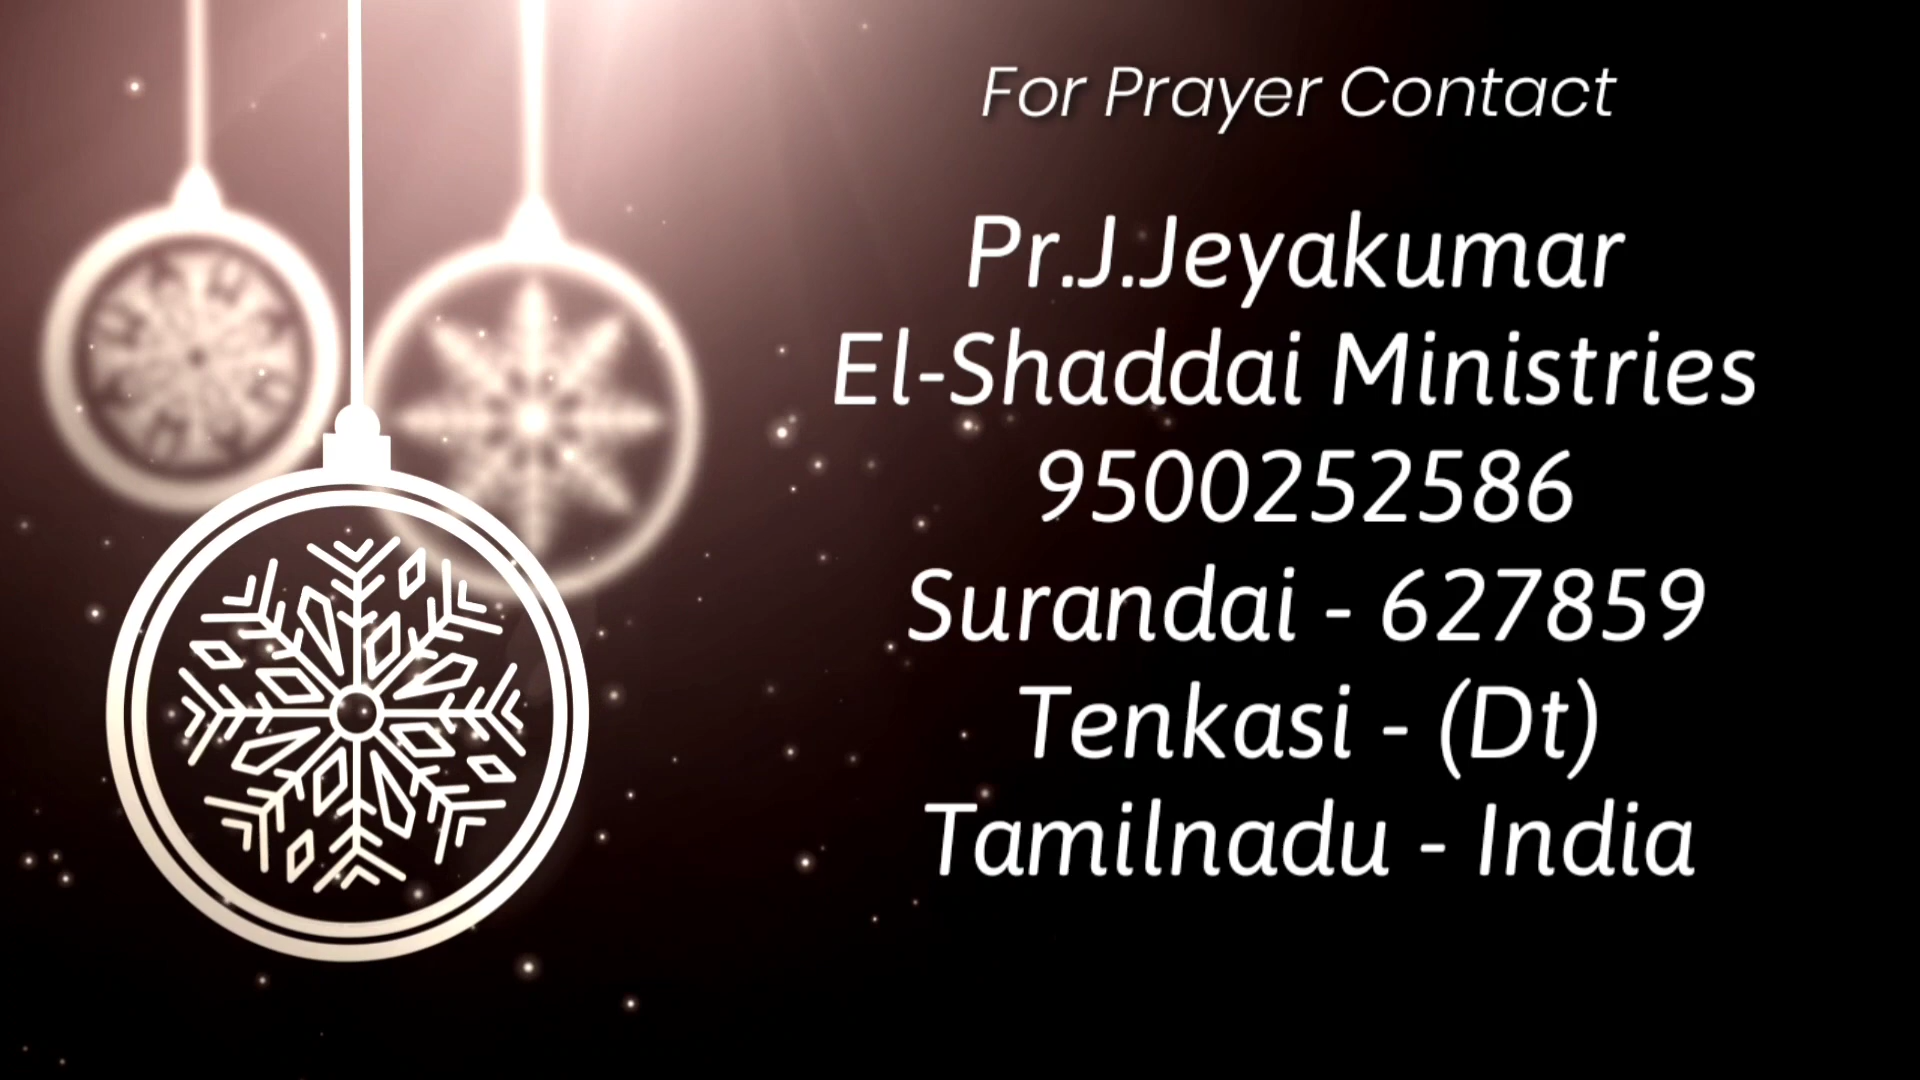 For Prayer Contact
Pr.J.Jeyakumar
El-Shaddai Ministries
9500252586
Surandai - 627859
Tenkasi - (Dt)
Tamilnadu - India